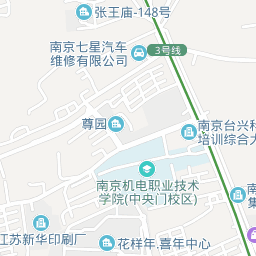 张王庙-148号
南京七星汽车
维修有限公司
3号线
尊园
南京台兴科
培训综合大
南京机电职业技术
学院(中央门校区)
南
集
江苏新华印刷厂
花样年.喜年中心